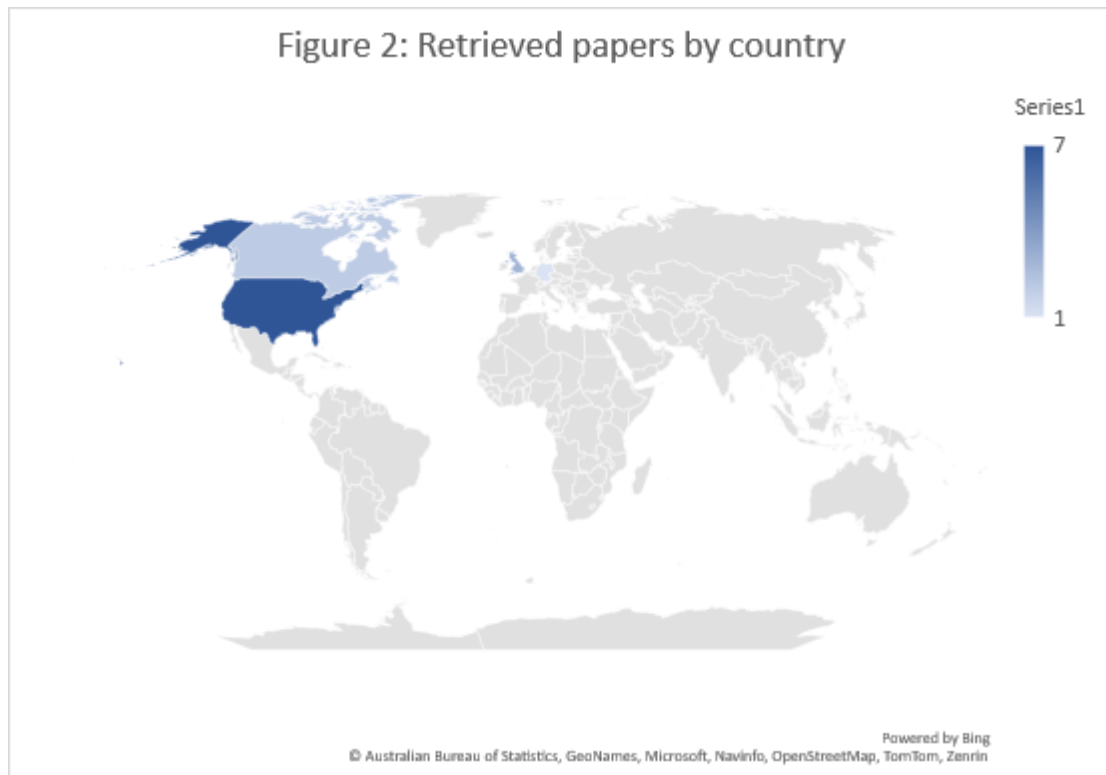 Figure 2: Retrieved papers by country
Series1
7
1
Powered by Bing
© Australian Bureau of Statistics, GeoNames, Microsoft, Navinfo, OpenStreetMap, TomTom, Zenrin